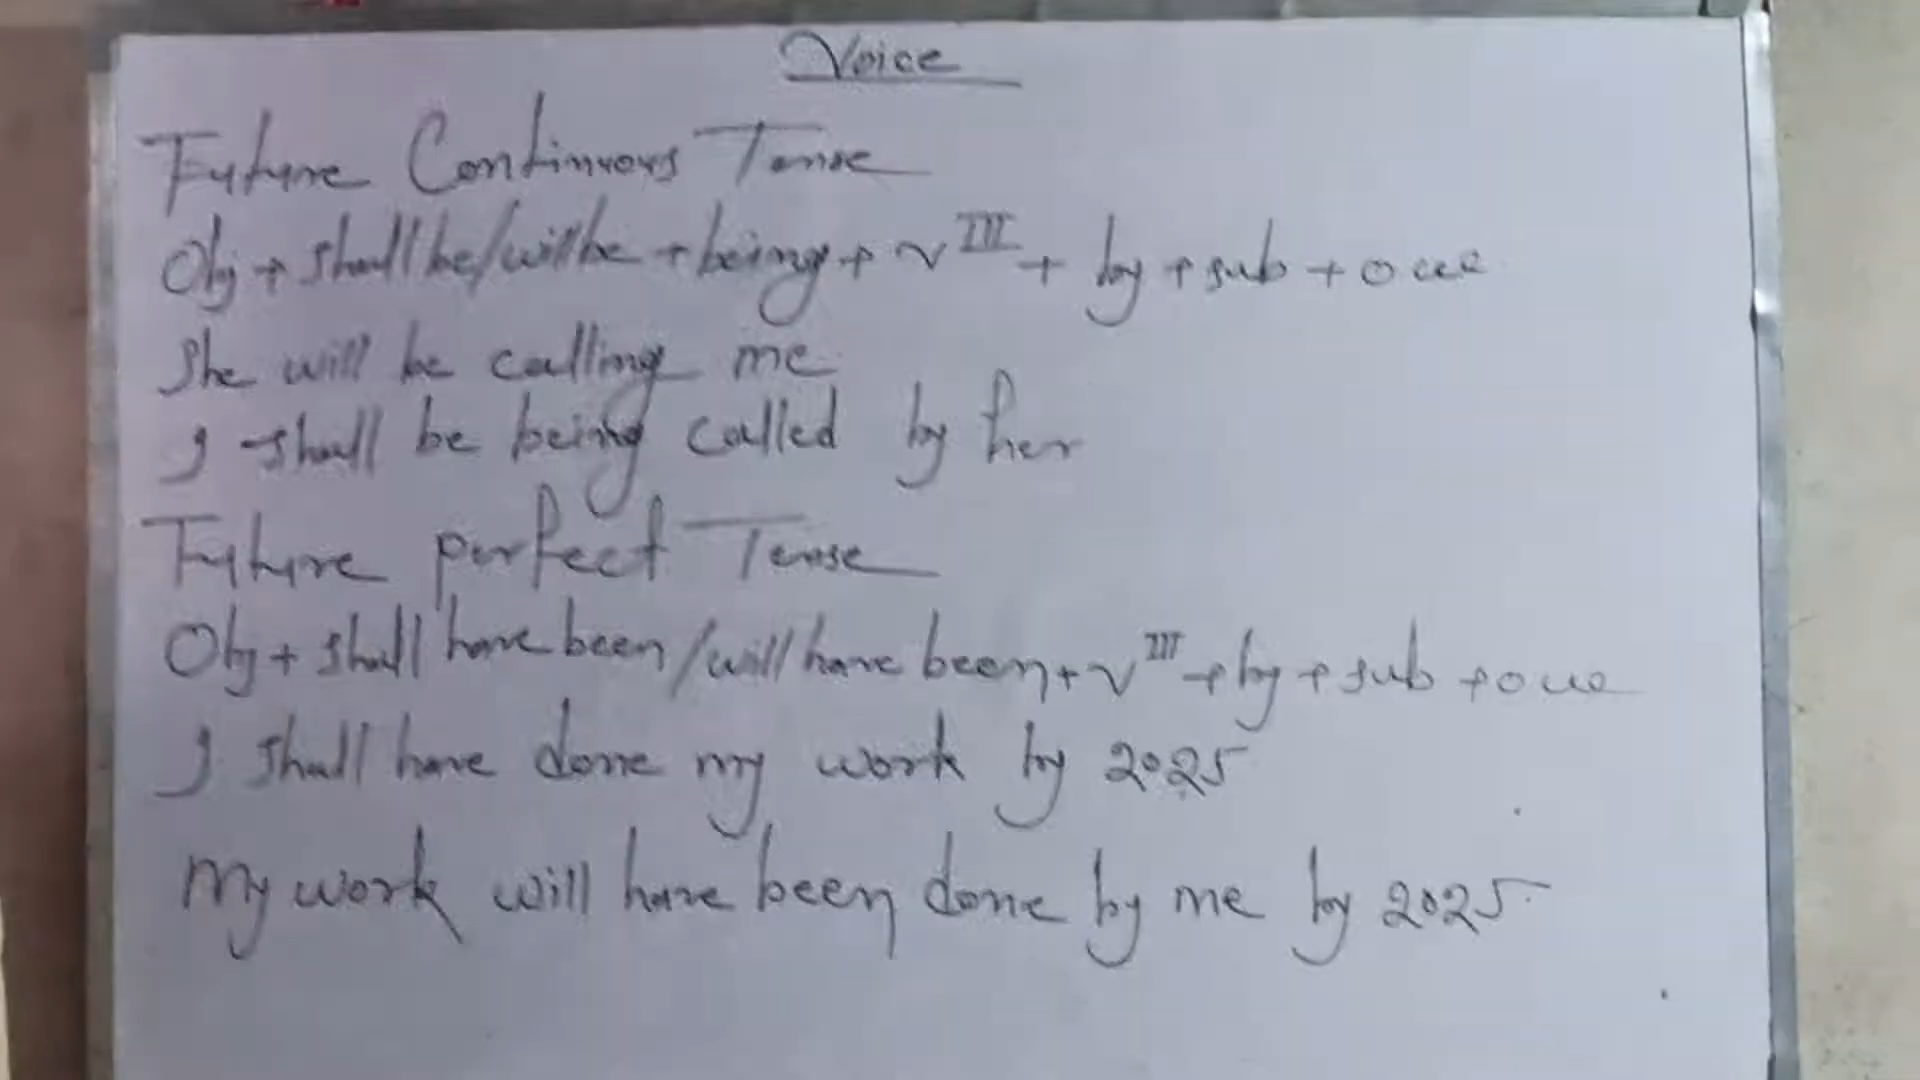 Voice
Future Continuous Tense
Obj + shall be/will be + being + v III + by + sub + owe
She will be calling me
I shall be being called by her
Future perfect Tense
Obj + shall have been / will have been + v III + by + sub + owe
I shall have done my work by 2025
My work will have been done by me by 2025.